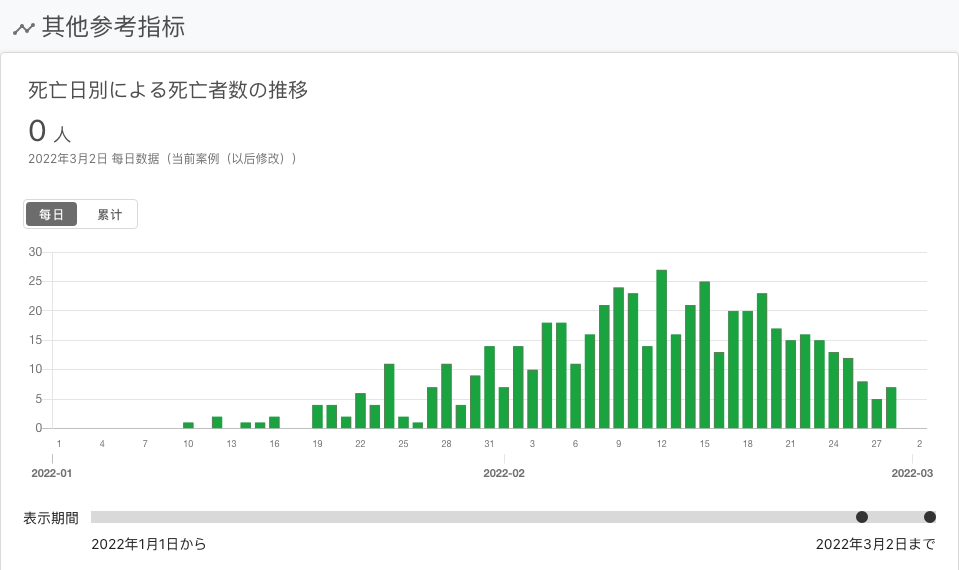 其他参考指标
死亡日別による死亡者数の推移
0 人
2022年3月2日 每日数据（当前案例（以后修改））
每日 累计
30
25
20
15
10
5
0
1 4 7 10 13 16 19 22 25 28 31 3 6 9 12 15 18 21 24 27 2
2022-01 2022-02 2022-03
表示期間
2022年1月1日から 2022年3月2日まで